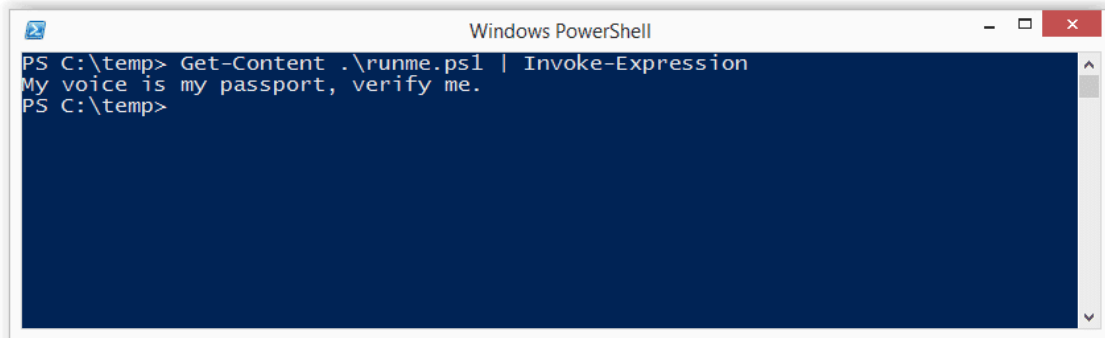 Windows PowerShell
PS C:\temp> Get-Content .\runme.ps1 | Invoke-Expression
My voice is my passport, verify me.
PS C:\temp>